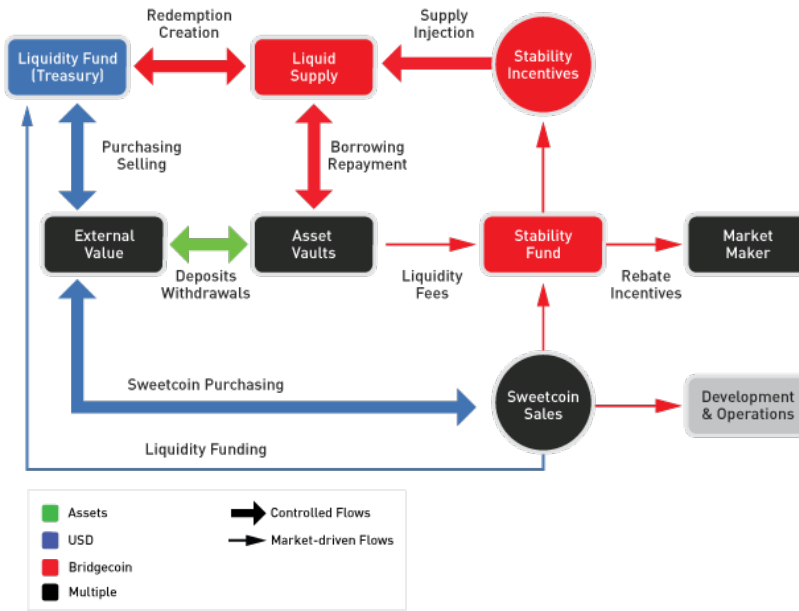 Redemption
Creation
Supply
Injection
Liquidity Fund
(Treasury)
Liquid
Supply
Stability
Incentives
Purchasing
Selling
Borrowing
Repayment
External
Value
Asset
Vaults
Stability
Fund
Market
Maker
Deposits
Withdrawals
Liquidity
Fees
Rebate
Incentives
Sweetcoin Purchasing
Sweetcoin
Sales
Development
& Operations
Liquidity Funding
Assets
Controlled Flows
USD
Market-driven Flows
Bridgecoin
Multiple